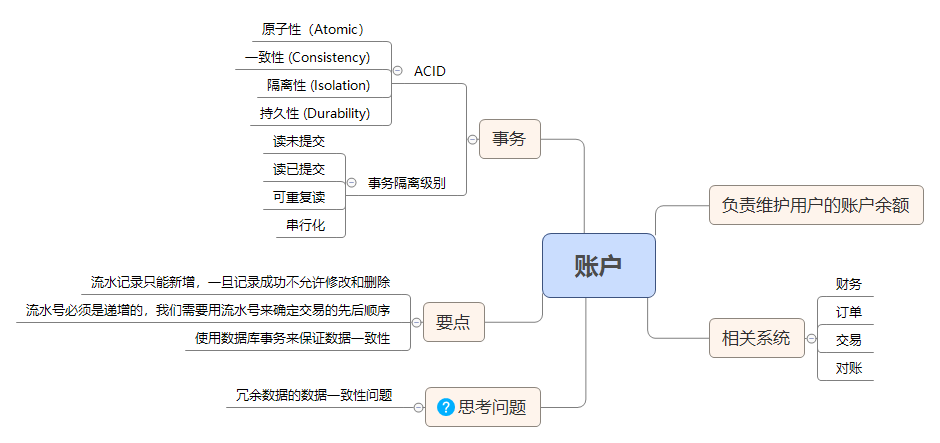 原子性（Atomic）
一致性 (Consistency)
隔离性 (Isolation)
持久性 (Durability)
ACID
读未提交
读已提交
可重复读
串行化
事务隔离级别
事务
流水记录只能新增，一旦记录成功不允许修改和删除
流水号必须是递增的，我们需要用流水号来确定交易的先后顺序
使用数据库事务来保证数据一致性
要点
冗余数据的数据一致性问题
? 思考问题
账户
负责维护用户的账户余额
相关系统
财务
订单
交易
对账